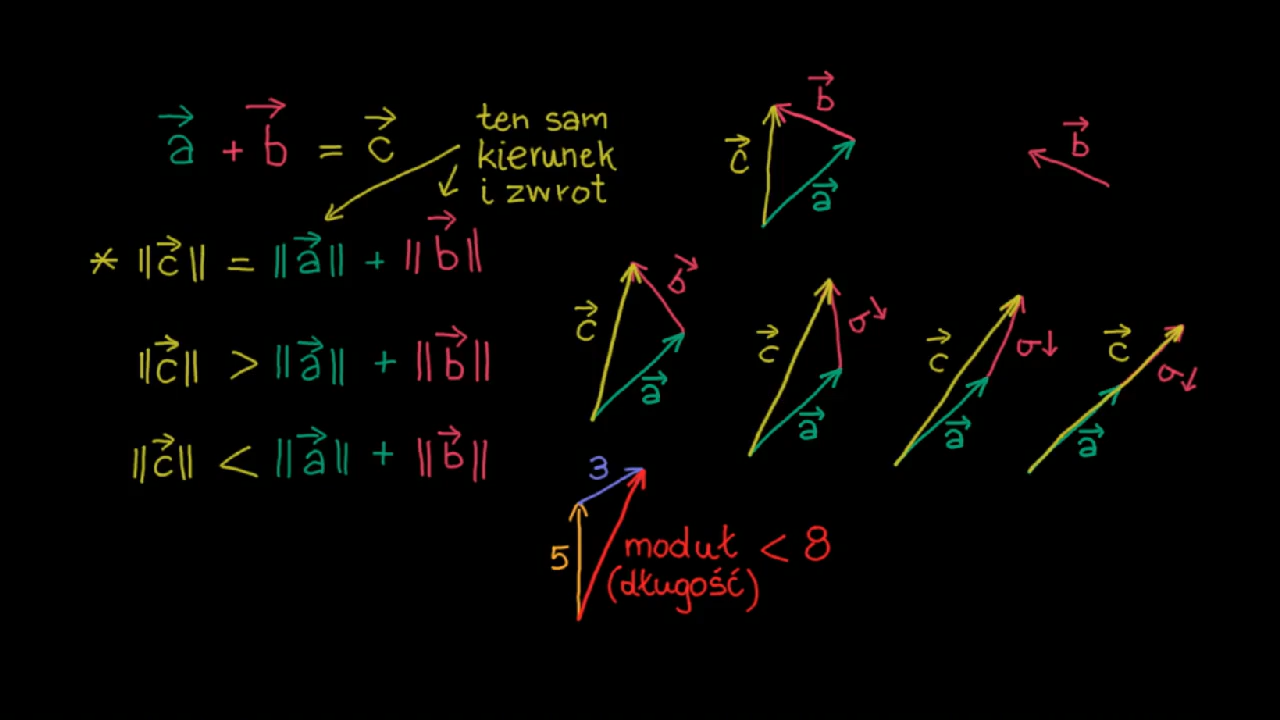 a⃗ + b⃗ = c⃗
ten sam
kierunek
i zwrot
* ||c⃗|| = ||a⃗|| + ||b⃗||
||c⃗|| > ||a⃗|| + ||b⃗||
||c⃗|| < ||a⃗|| + ||b⃗||
b⃗
c⃗
a⃗
b⃗
b⃗
c⃗
a⃗
b⃗
c⃗
a⃗
b⃗
c⃗
a⃗
c⃗
b⃗
a⃗
3
5
moduł < 8
(długość)